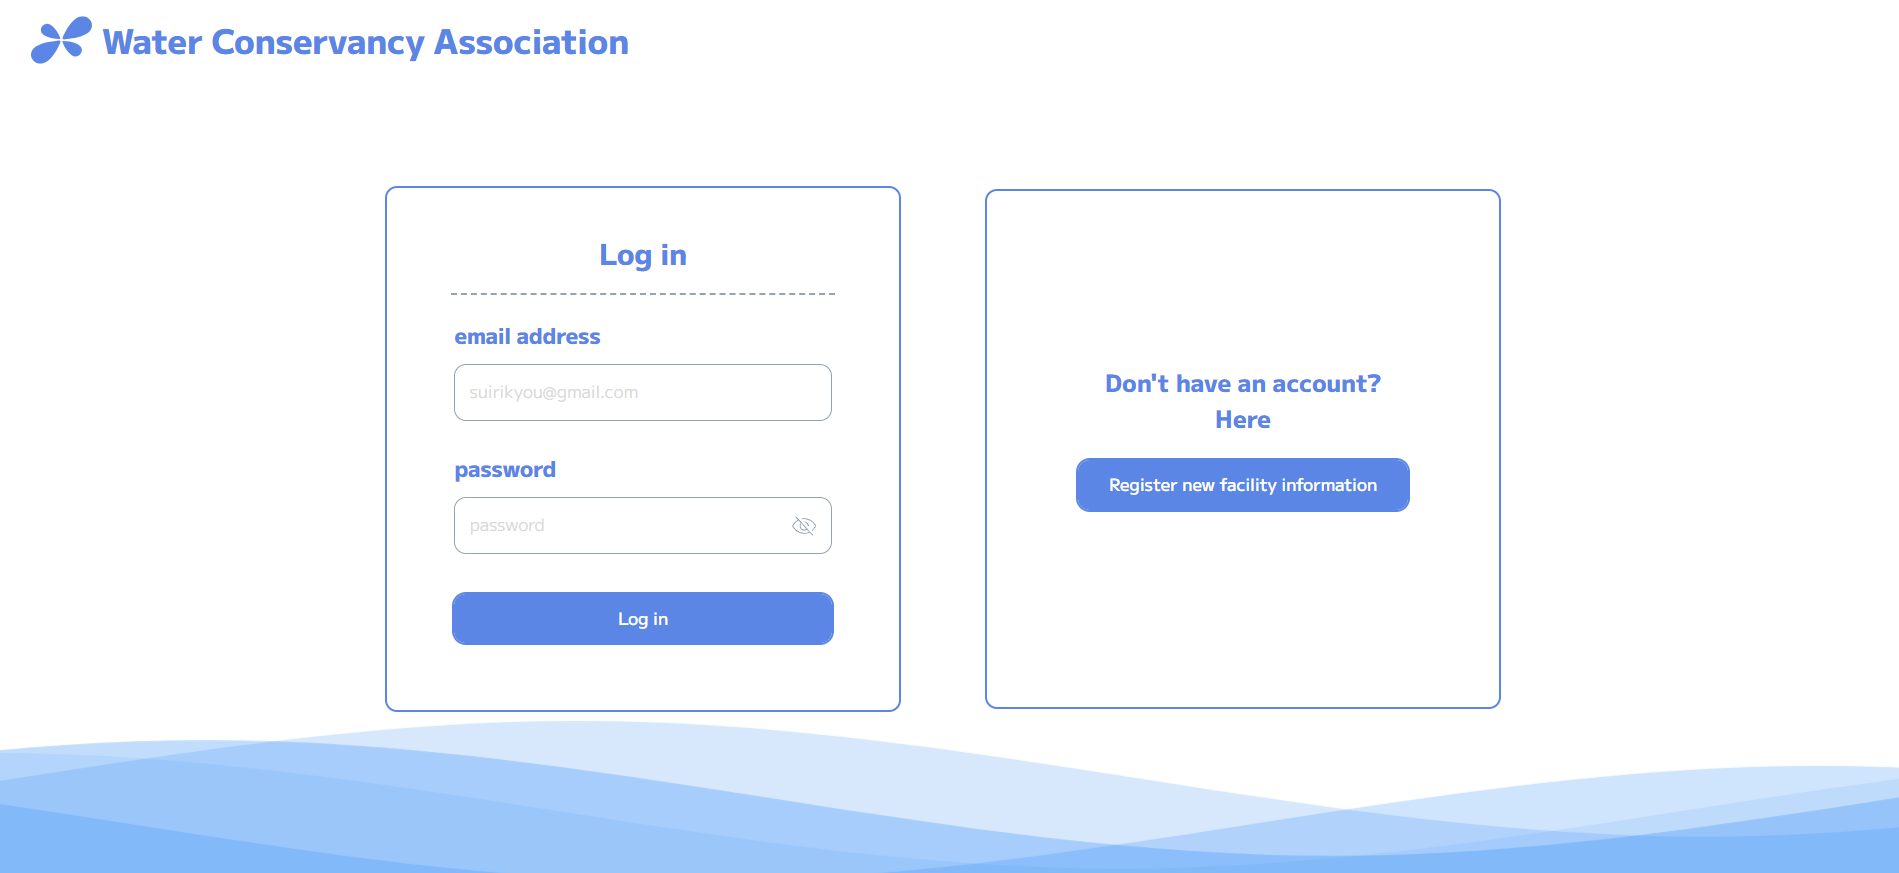 Water Conservancy Association
Log in
email address
suirikyou@gmail.com
password
password
Log in
Don't have an account?
Here
Register new facility information